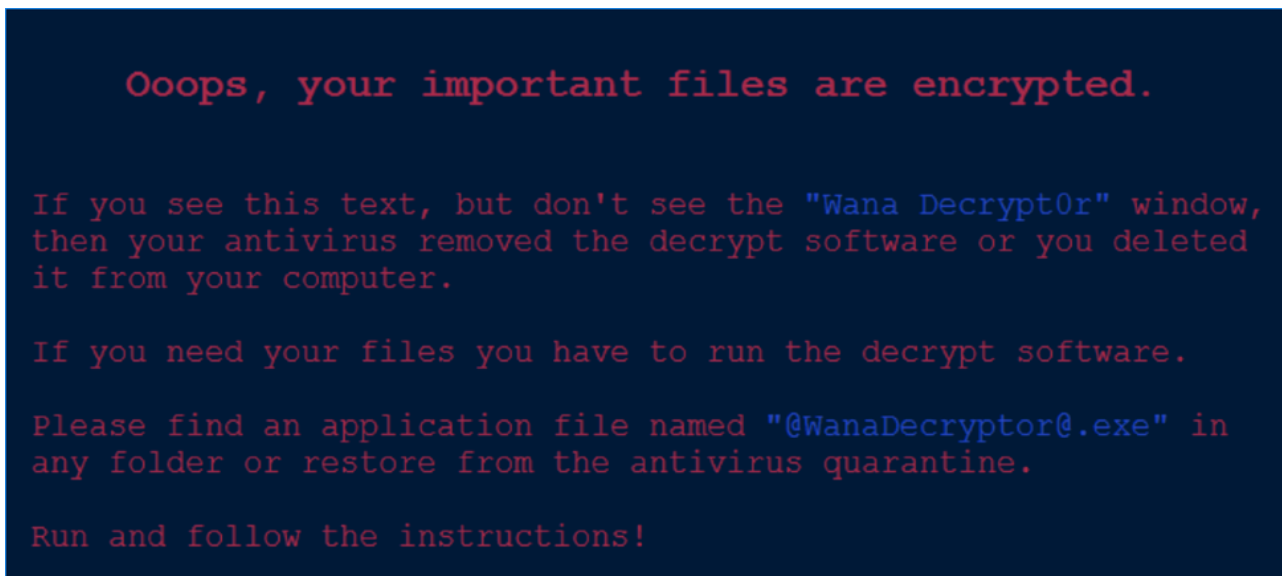 Ooops, your important files are encrypted.
If you see this text, but don't see the "Wana Decrypt0r" window,
then your antivirus removed the decrypt software or you deleted
it from your computer.
If you need your files you have to run the decrypt software.
Please find an application file named "@WanaDecryptor@.exe" in
any folder or restore from the antivirus quarantine.
Run and follow the instructions!